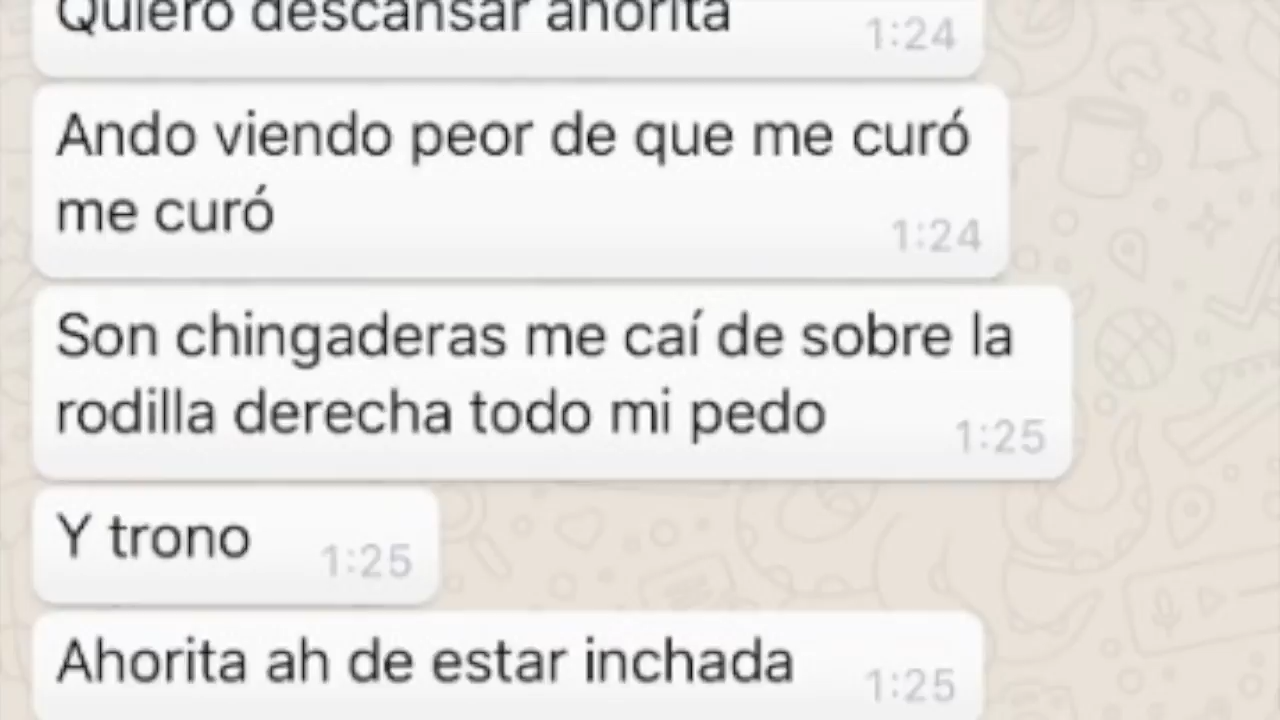 Quiero descansar ahorita
1:24
Ando viendo peor de que me curó
me curó
1:24
Son chingaderas me caí de sobre la
rodilla derecha todo mi pedo
1:25
Y trono
1:25
Ahorita ah de estar inchada
1:25